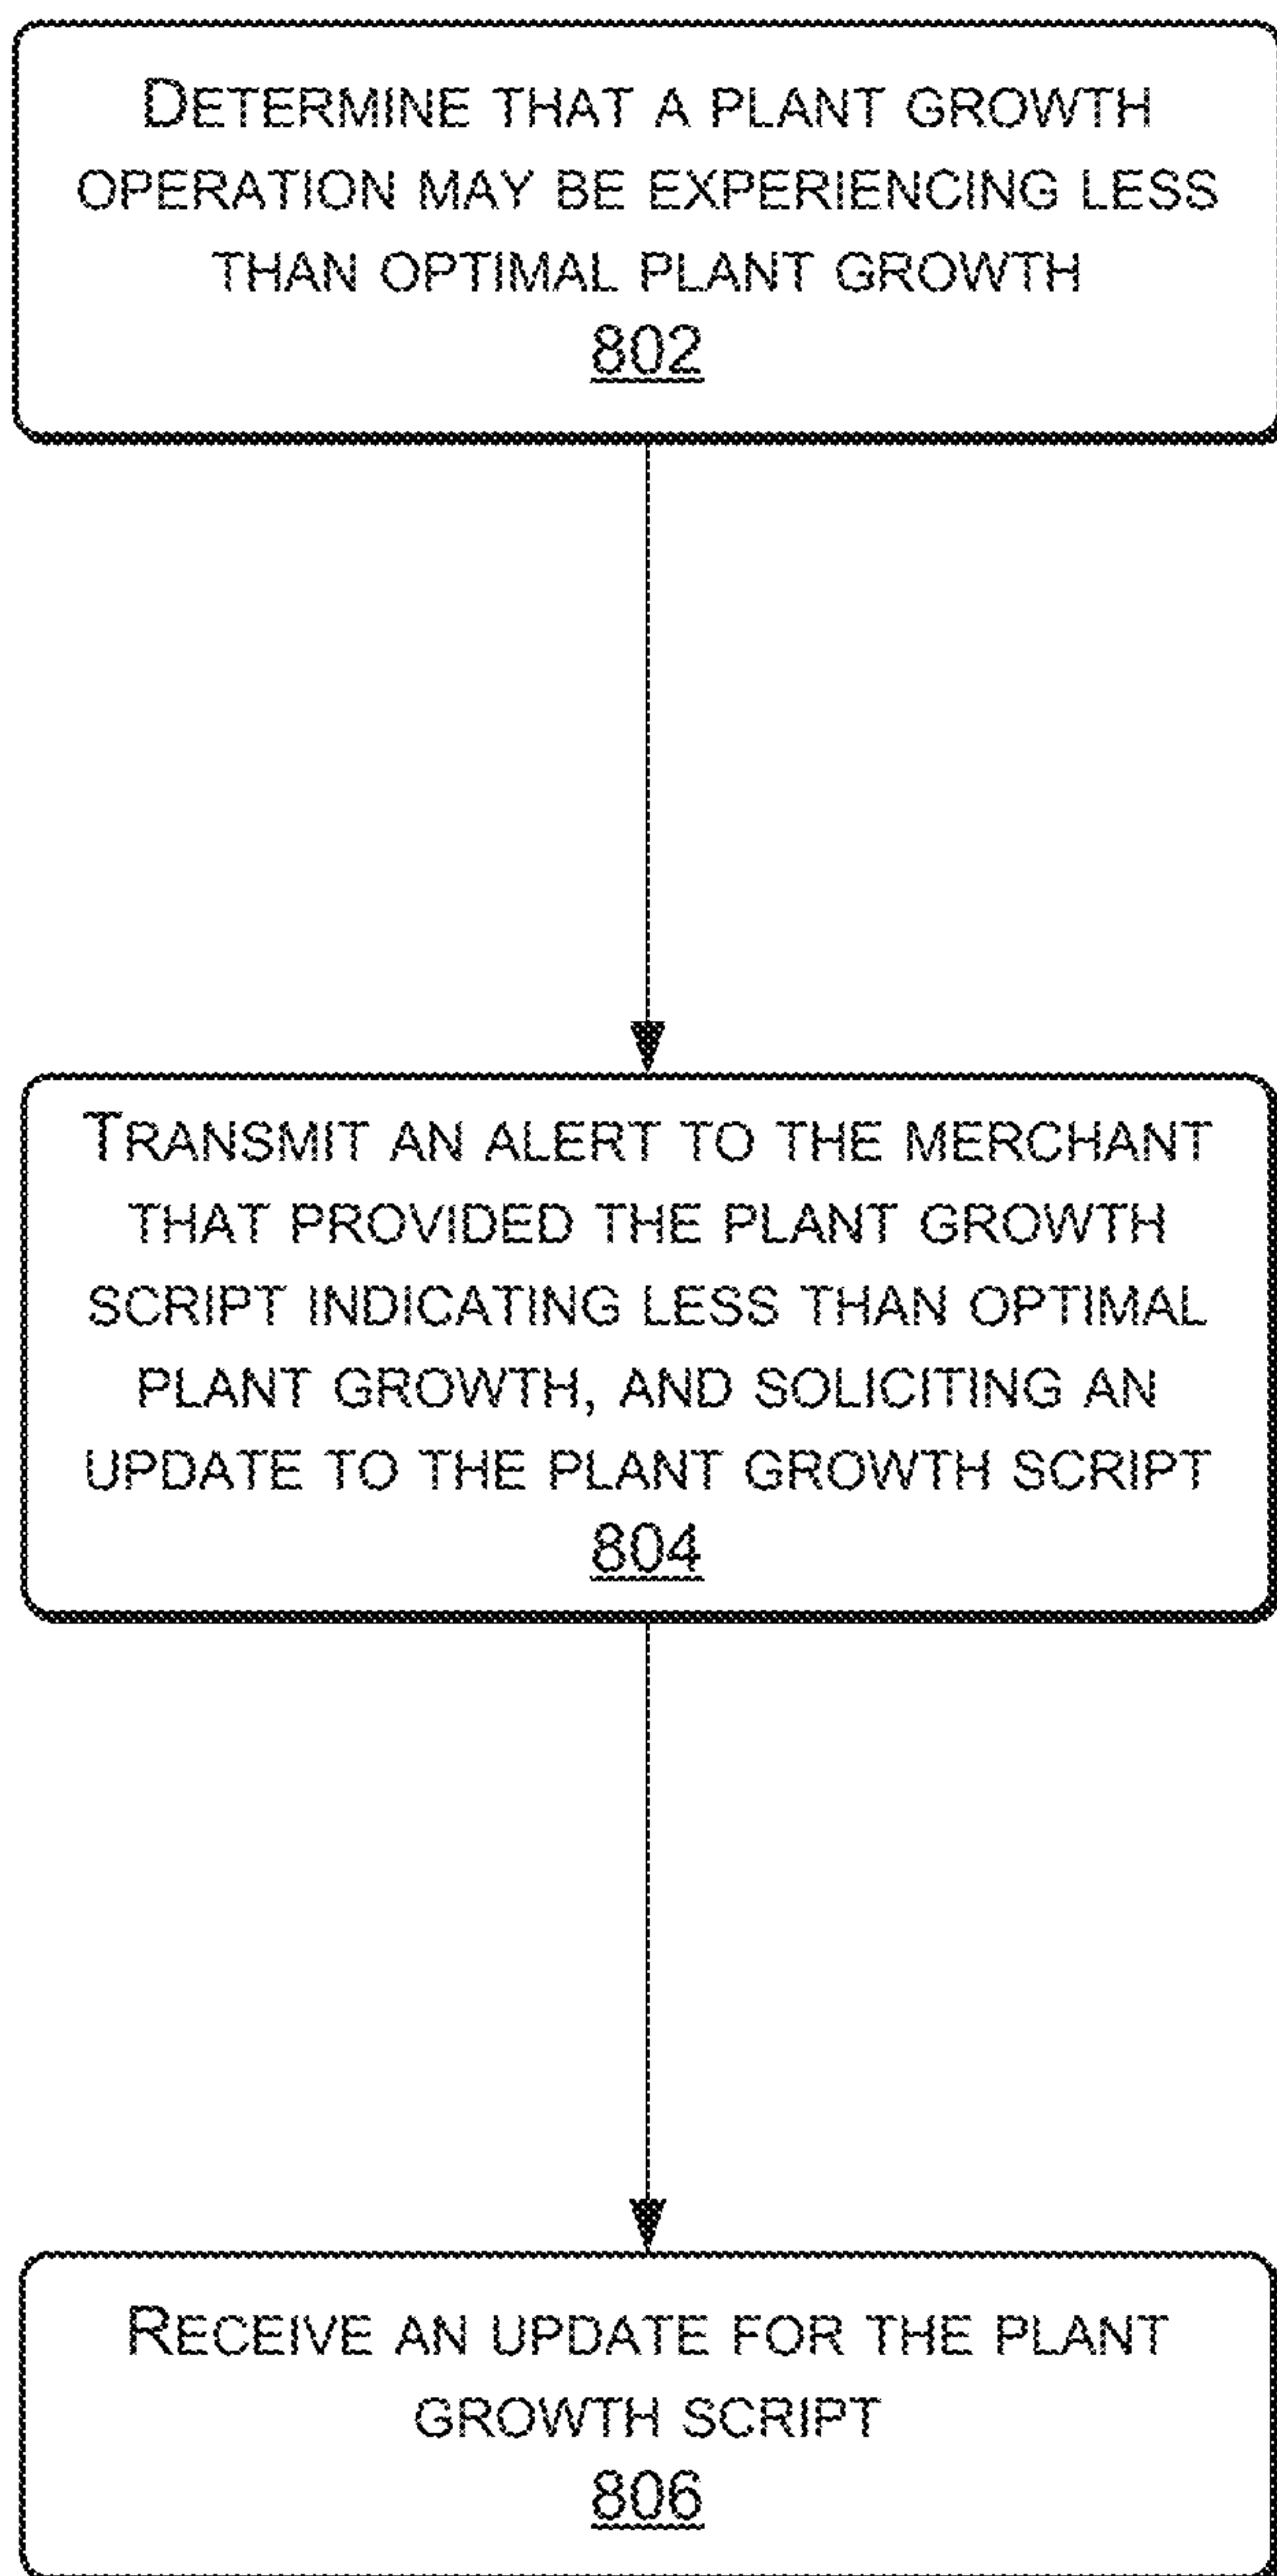 DETERMINE THAT A PLANT GROWTH
OPERATION MAY BE EXPERIENCING LESS
THAN OPTIMAL PLANT GROWTH
802
TRANSMIT AN ALERT TO THE MERCHANT
THAT PROVIDED THE PLANT GROWTH
SCRIPT INDICATING LESS THAN OPTIMAL
PLANT GROWTH, AND SOLICITING AN
UPDATE TO THE PLANT GROWTH SCRIPT
804
RECEIVE AN UPDATE FOR THE PLANT
GROWTH SCRIPT
806